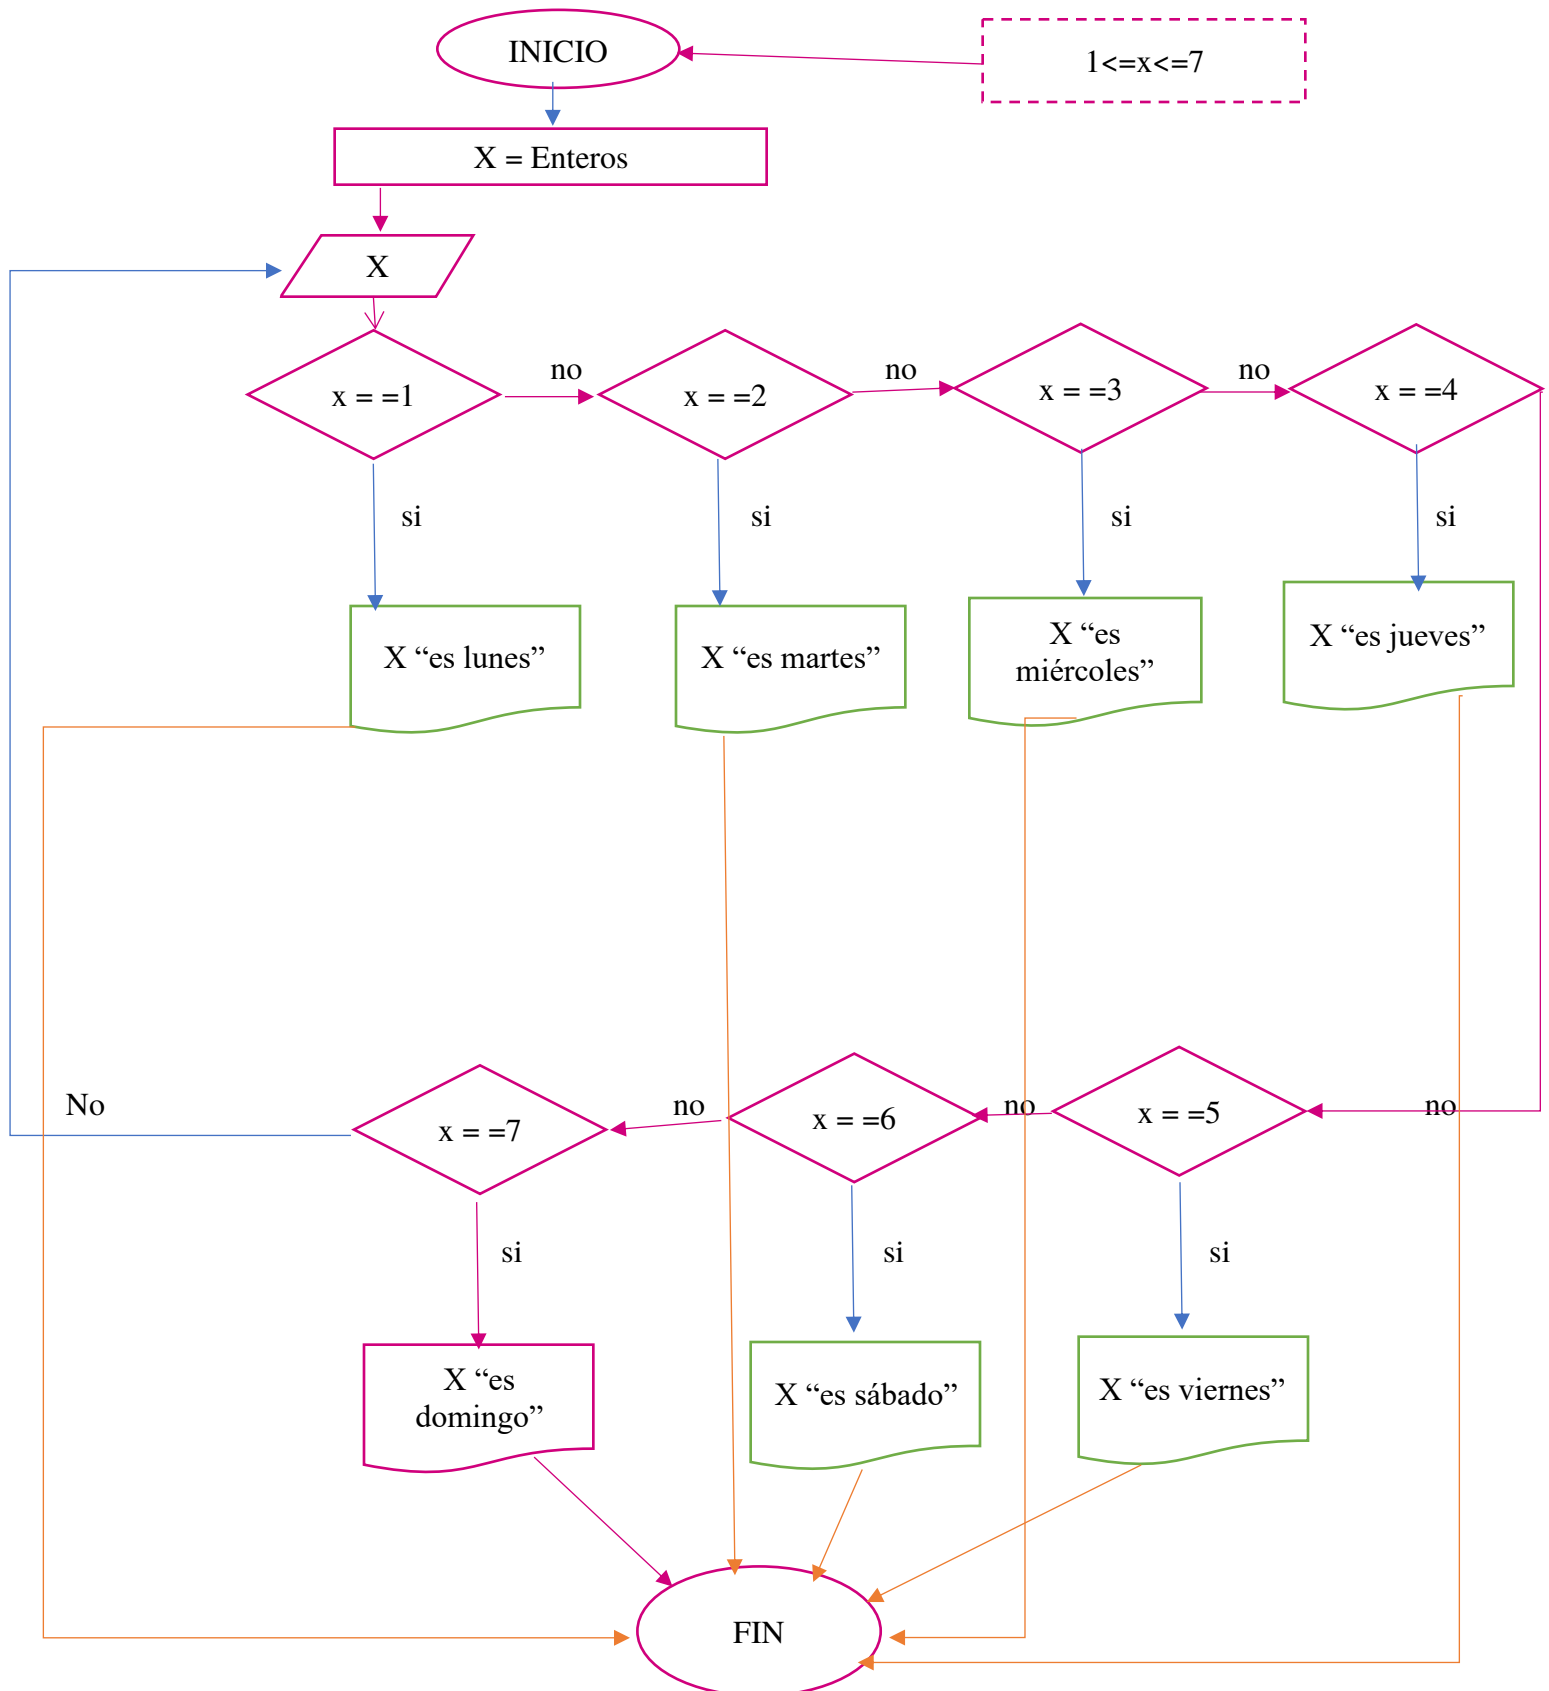 INICIO
1<=x<=7
X = Enteros
X
x = =1
no
x = =2
no
x = =3
no
x = =4
si
si
si
si
X “es lunes”
X “es martes”
X “es
miércoles”
X “es jueves”
No
x = =7
no
x = =6
no
x = =5
no
si
si
si
X “es
domingo”
X “es sábado”
X “es viernes”
FIN